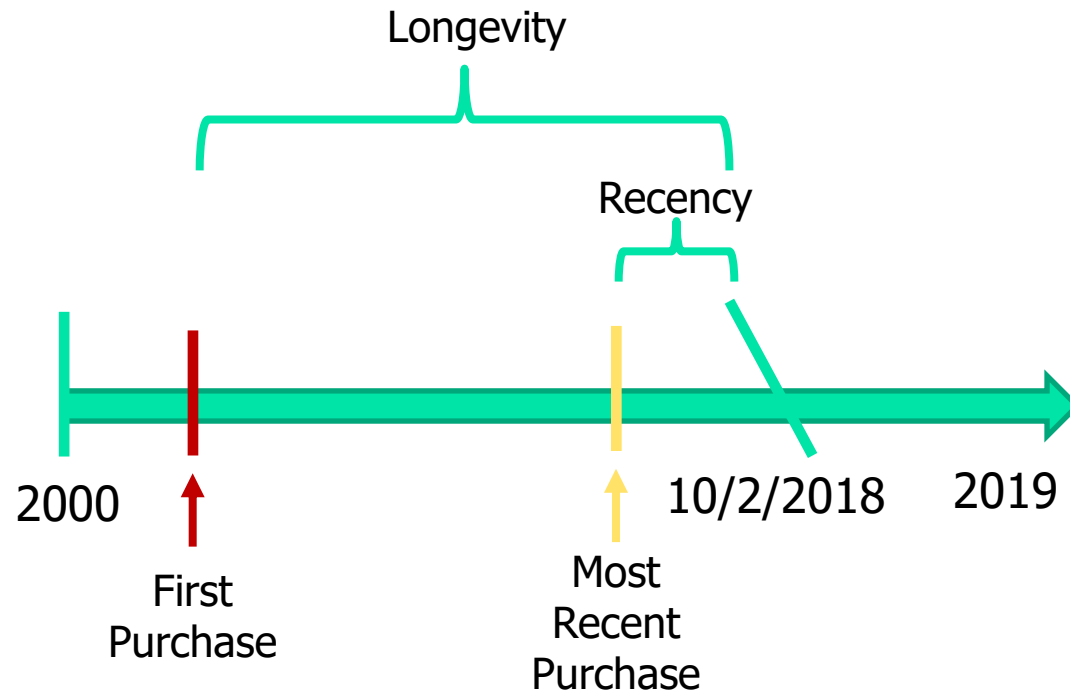 Longevity
Recency
2000
10/2/2018
2019
First
Purchase
Most
Recent
Purchase